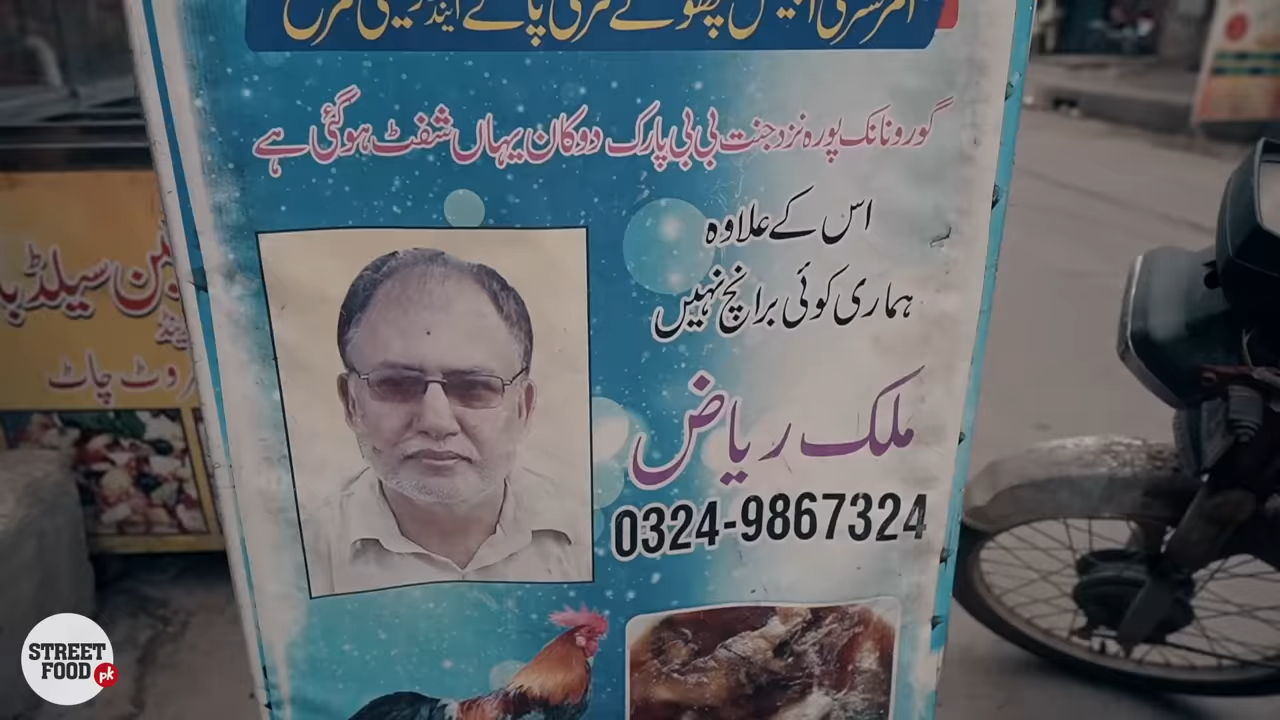 گورونانک پورہ نزد جنت بی بی پارک دوکان یہاں شفٹ ہوگئی ہے
اس کے علاوہ
ہماری کوئی برانچ نہیں
ملک ریاض
0324-9867324
سیلڈ
چاٹ
STREET
FOOD
pk